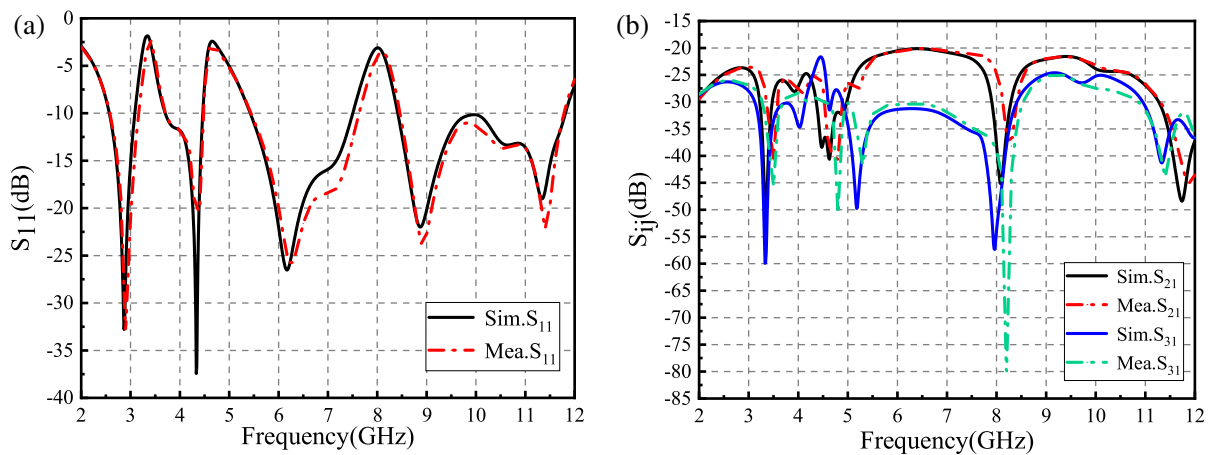 (a)
0
-5
-10
-15
-20
-25
-30
-35
-40
S11(dB)
2 3 4 5 6 7 8 9 10 11 12
Frequency(GHz)
Sim.S11
Mea.S11
(b)
-15
-20
-25
-30
-35
-40
-45
-50
-55
-60
-65
-70
-75
-80
-85
Sij(dB)
2 3 4 5 6 7 8 9 10 11 12
Frequency(GHz)
Sim.S21
Mea.S21
Sim.S31
Mea.S31